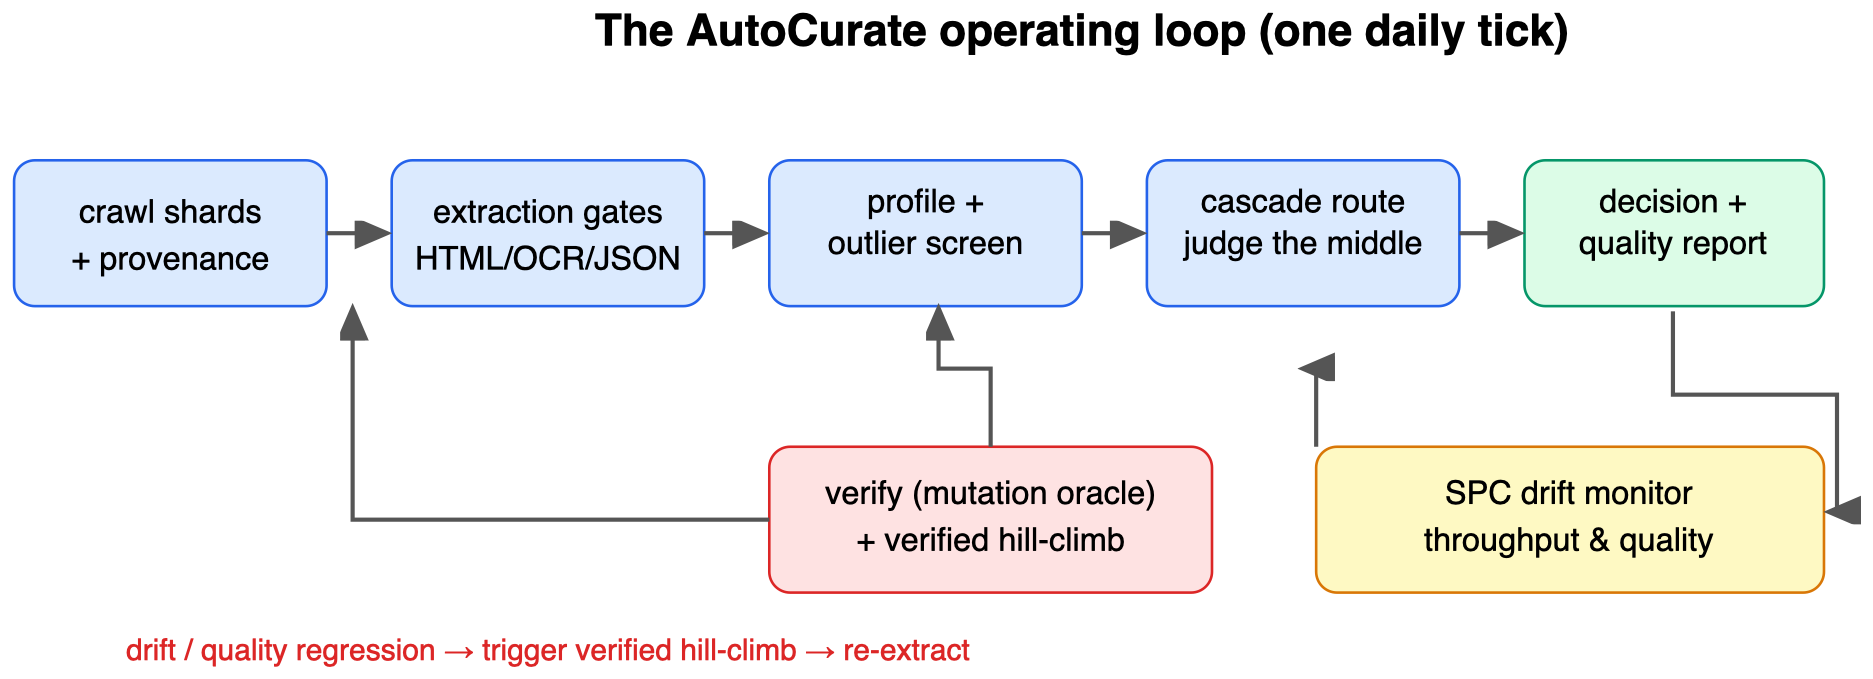 The AutoCurate operating loop (one daily tick)
crawl shards
+ provenance
extraction gates
HTML/OCR/JSON
profile +
outlier screen
cascade route
judge the middle
decision +
quality report
verify (mutation oracle)
+ verified hill-climb
SPC drift monitor
throughput & quality
drift / quality regression → trigger verified hill-climb → re-extract